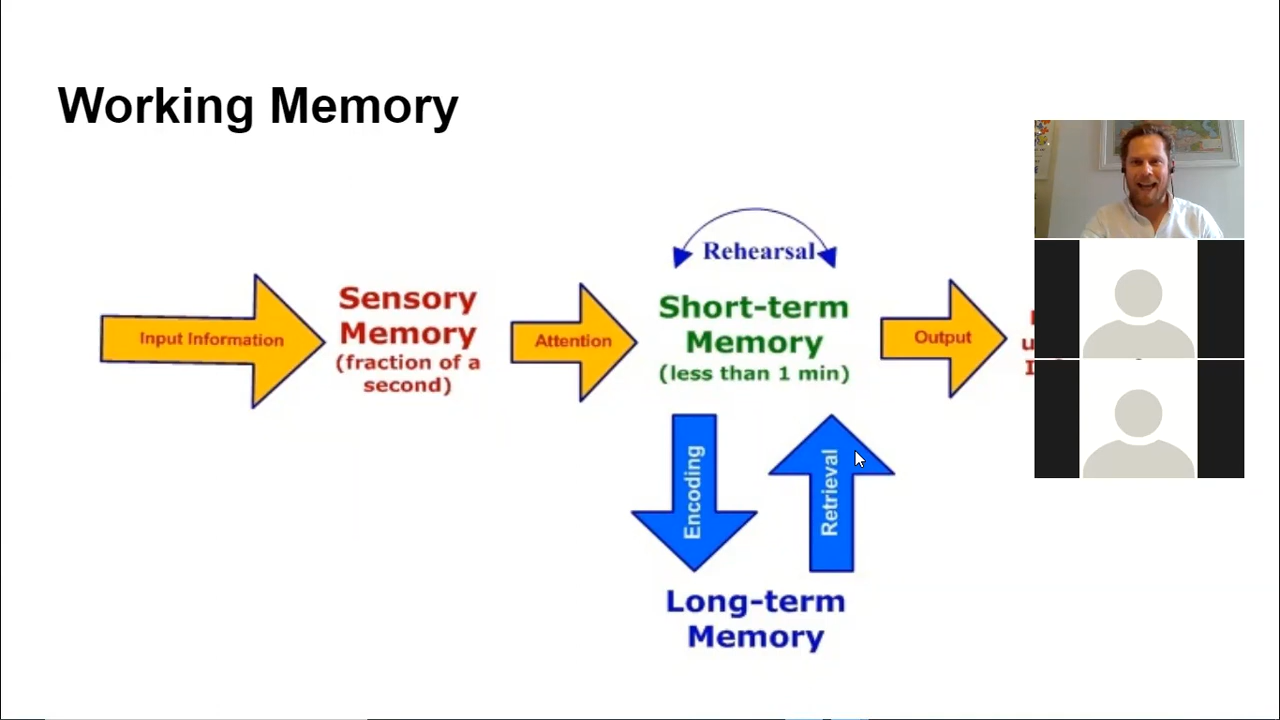 Working Memory
Rehearsal
Input Information
Sensory
Memory
(fraction of a
second)
Attention
Short-term
Memory
(less than 1 min)
Output
Encoding
Retrieval
Long-term
Memory